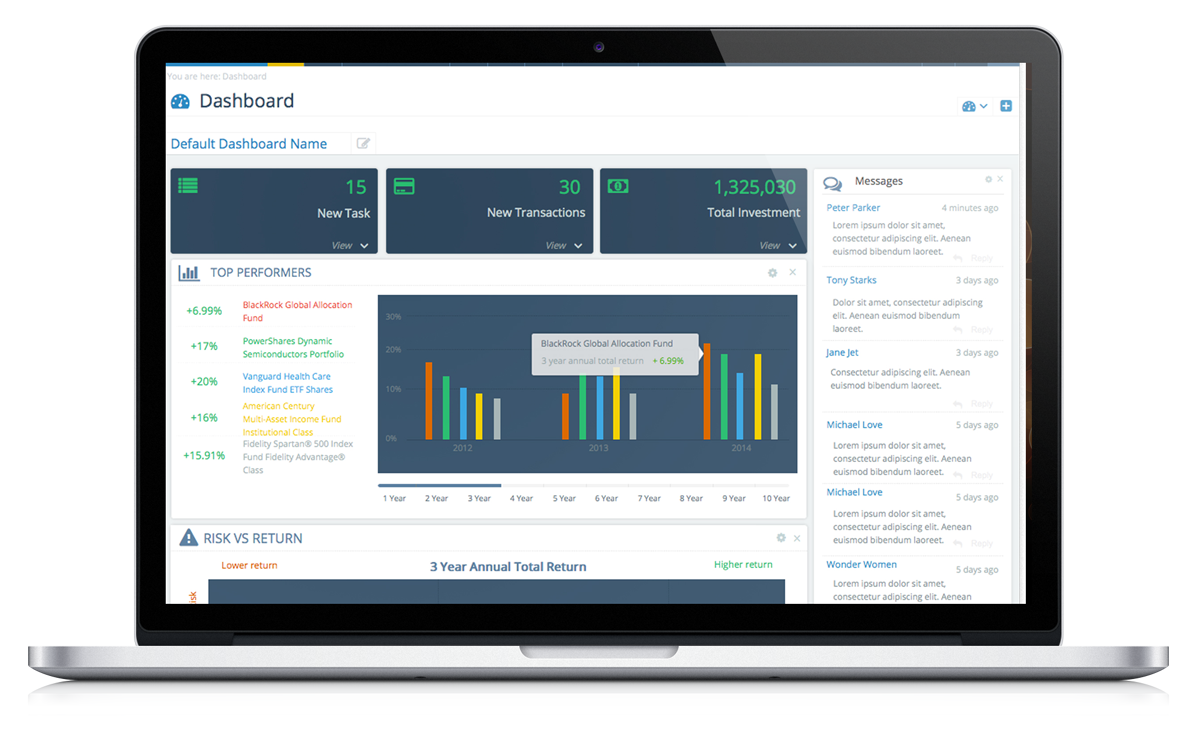 You are here: Dashboard
Dashboard
Default Dashboard Name
15
New Task
View
30
New Transactions
View
1,325,030
Total Investment
View
TOP PERFORMERS
+6.99%
BlackRock Global Allocation
Fund
+17%
PowerShares Dynamic
Semiconductors Portfolio
+20%
Vanguard Health Care
Index Fund ETF Shares
+16%
American Century
Multi-Asset Income Fund
Institutional Class
+15.91%
Fidelity Spartan® 500 Index
Fund Fidelity Advantage®
Class
30%
20%
10%
0%
BlackRock Global Allocation Fund
3 year annual total return + 6.99%
2012 2013 2014
1 Year 2 Year 3 Year 4 Year 5 Year 6 Year 7 Year 8 Year 9 Year 10 Year
RISK VS RETURN
Lower return
3 Year Annual Total Return
Higher return
Messages
Peter Parker 4 minutes ago
Lorem ipsum dolor sit amet,
consectetur adipiscing elit. Aenean
euismod bibendum laoreet.
Reply
Tony Starks 3 days ago
Dolor sit amet, consectetur adipiscing
elit. Aenean euismod bibendum
laoreet.
Reply
Jane Jet 3 days ago
Consectetur adipiscing elit. Aenean
euismod bibendum laoreet.
Reply
Michael Love 5 days ago
Lorem ipsum dolor sit amet,
consectetur adipiscing elit. Aenean
euismod bibendum laoreet.
Reply
Michael Love 5 days ago
Lorem ipsum dolor sit amet,
consectetur adipiscing elit. Aenean
euismod bibendum laoreet.
Reply
Wonder Women 5 days ago
Lorem ipsum dolor sit amet,
consectetur adipiscing elit. Aenean